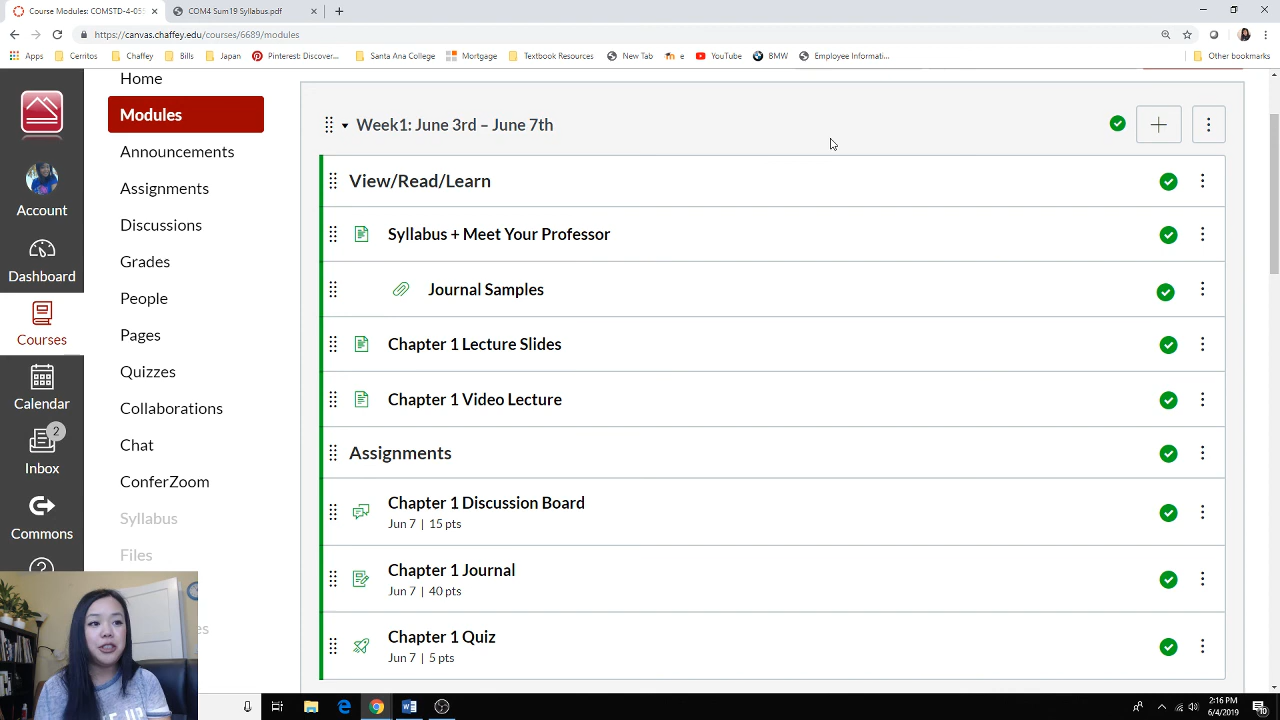 Course Modules: COMSTD-4-055
COM4 Sum19 Syllabus.pdf
https://canvas.chaffey.edu/courses/6689/modules
Apps
Cerritos
Chaffey
Bills
Japan
Pinterest: Discover...
Santa Ana College
Mortgage
Textbook Resources
New Tab
e
YouTube
BMW
Employee Informati...
Other bookmarks
Home
Modules
Announcements
Assignments
Discussions
Grades
People
Pages
Quizzes
Collaborations
Chat
ConferZoom
Syllabus
Files
es
Account
Dashboard
Courses
Calendar
2
Inbox
Commons
Week1: June 3rd – June 7th
View/Read/Learn
Syllabus + Meet Your Professor
Journal Samples
Chapter 1 Lecture Slides
Chapter 1 Video Lecture
Assignments
Chapter 1 Discussion Board
Jun 7 | 15 pts
Chapter 1 Journal
Jun 7 | 40 pts
Chapter 1 Quiz
Jun 7 | 5 pts
2:16 PM
6/4/2019